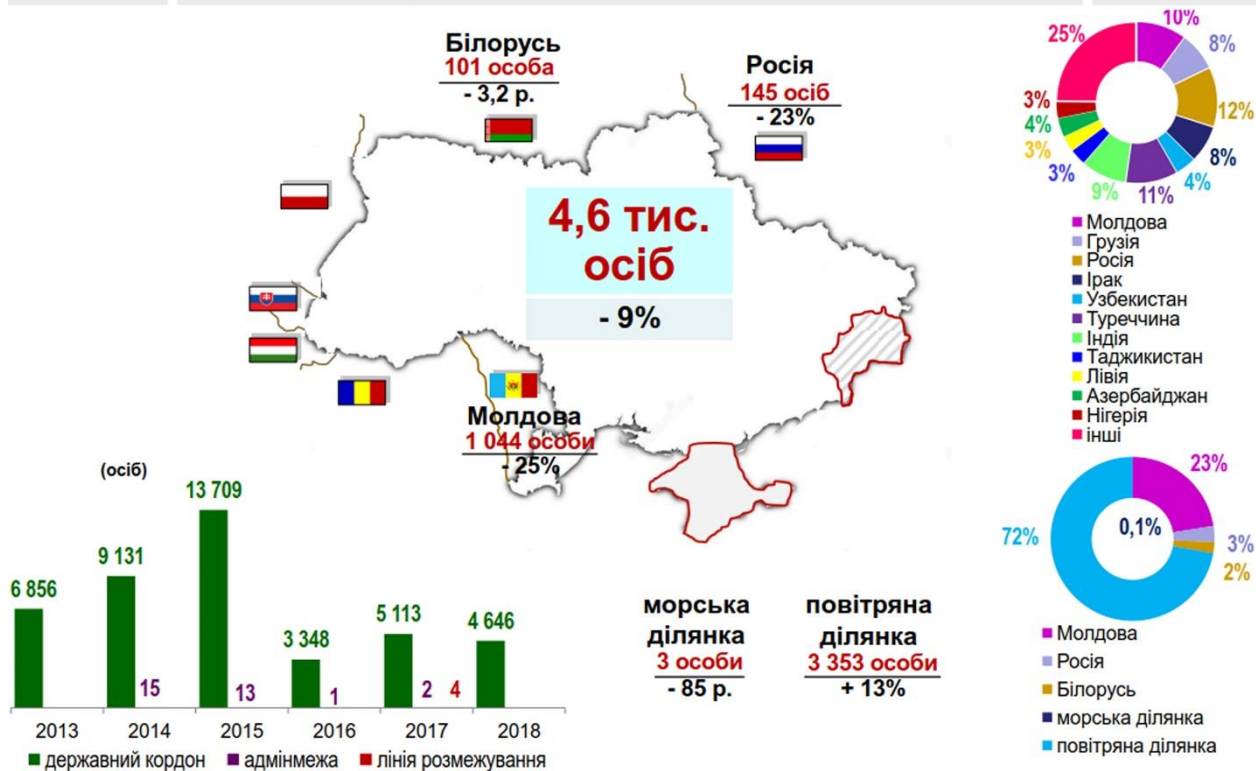 Білорусь
101 особа
- 3,2 р.
Росія
145 осіб
- 23%
4,6 тис.
осіб
- 9%
Молдова
1 044 особи
- 25%
морська
ділянка
3 особи
- 85 р.
повітряна
ділянка
3 353 особи
+ 13%
(осіб)
6 856
9 131
15
13 709
13
3 348
1
5 113
2
4
4 646
2013
2014
2015
2016
2017
2018
державний кордон
адмінмежа
лінія розмежування
10%
8%
12%
8%
4%
11%
9%
3%
3%
4%
3%
25%
Молдова
Грузія
Росія
Ірак
Узбекистан
Туреччина
Індія
Таджикистан
Лівія
Азербайджан
Нігерія
інші
23%
3%
2%
0,1%
72%
Молдова
Росія
Білорусь
морська ділянка
повітряна ділянка